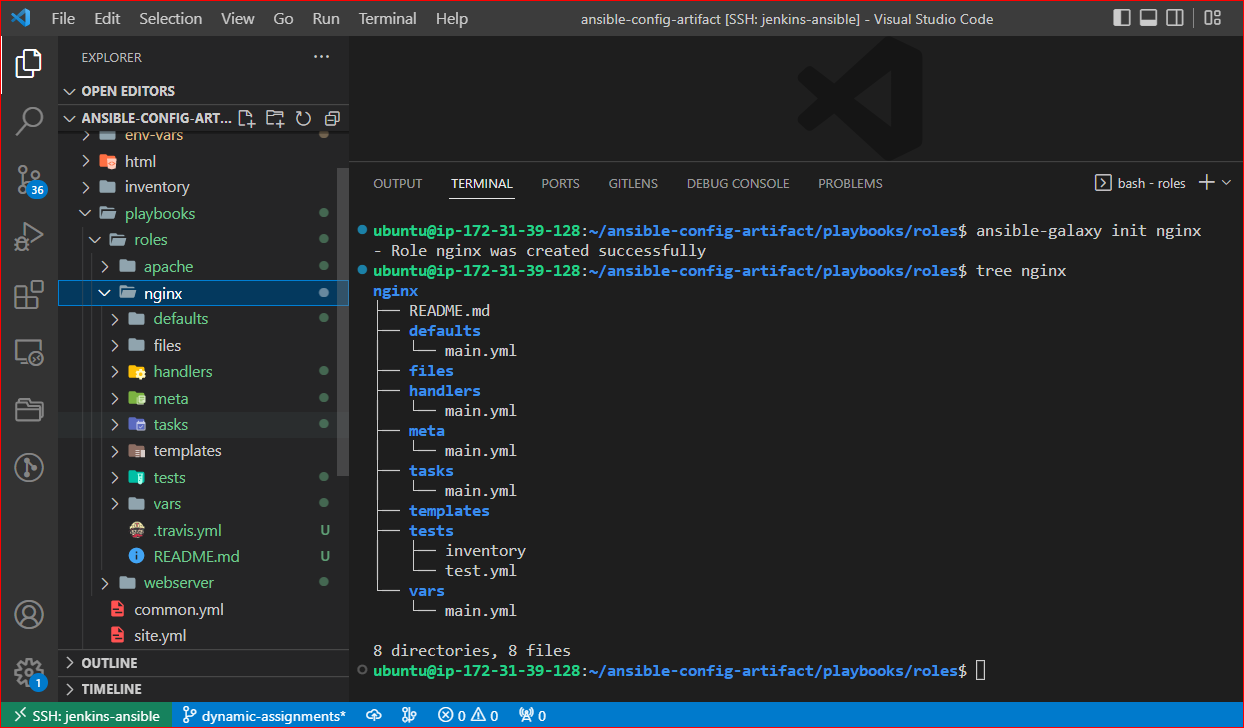 File Edit Selection View Go Run Terminal Help
ansible-config-artifact [SSH: jenkins-ansible] - Visual Studio Code
EXPLORER
OPEN EDITORS
ANSIBLE-CONFIG-ART...
env-vars
html
inventory
playbooks
roles
apache
nginx
defaults
files
handlers
meta
tasks
templates
tests
vars
.travis.yml U
README.md U
webserver
common.yml
site.yml
OUTLINE
TIMELINE
36
1
OUTPUT TERMINAL PORTS GITLENS DEBUG CONSOLE PROBLEMS
bash - roles
ubuntu@ip-172-31-39-128:~/ansible-config-artifact/playbooks/roles$ ansible-galaxy init nginx
- Role nginx was created successfully
ubuntu@ip-172-31-39-128:~/ansible-config-artifact/playbooks/roles$ tree nginx
nginx
├── README.md
├── defaults
│   └── main.yml
├── files
├── handlers
│   └── main.yml
├── meta
│   └── main.yml
├── tasks
│   └── main.yml
├── templates
├── tests
│   ├── inventory
│   └── test.yml
└── vars
    └── main.yml
8 directories, 8 files
ubuntu@ip-172-31-39-128:~/ansible-config-artifact/playbooks/roles$
SSH: jenkins-ansible dynamic-assignments* 0 0 0